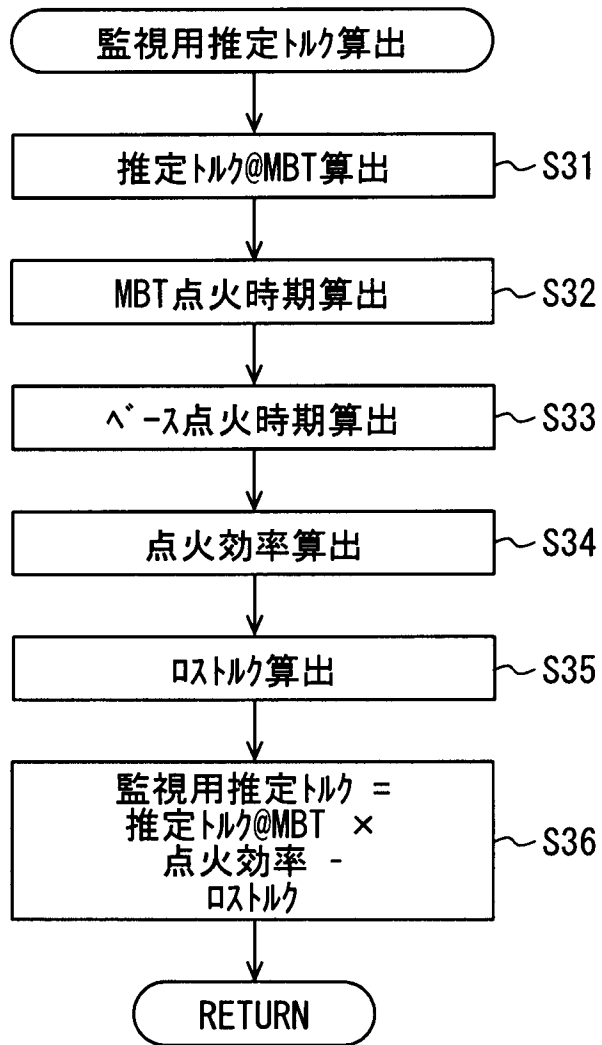 監視用推定ﾄﾙｸ算出
推定ﾄﾙｸ@MBT算出
S31
MBT点火時期算出
S32
ﾍﾞｰｽ点火時期算出
S33
点火効率算出
S34
ﾛｽﾄﾙｸ算出
S35
監視用推定ﾄﾙｸ =
推定ﾄﾙｸ@MBT ×
点火効率 -
ﾛｽﾄﾙｸ
S36
RETURN